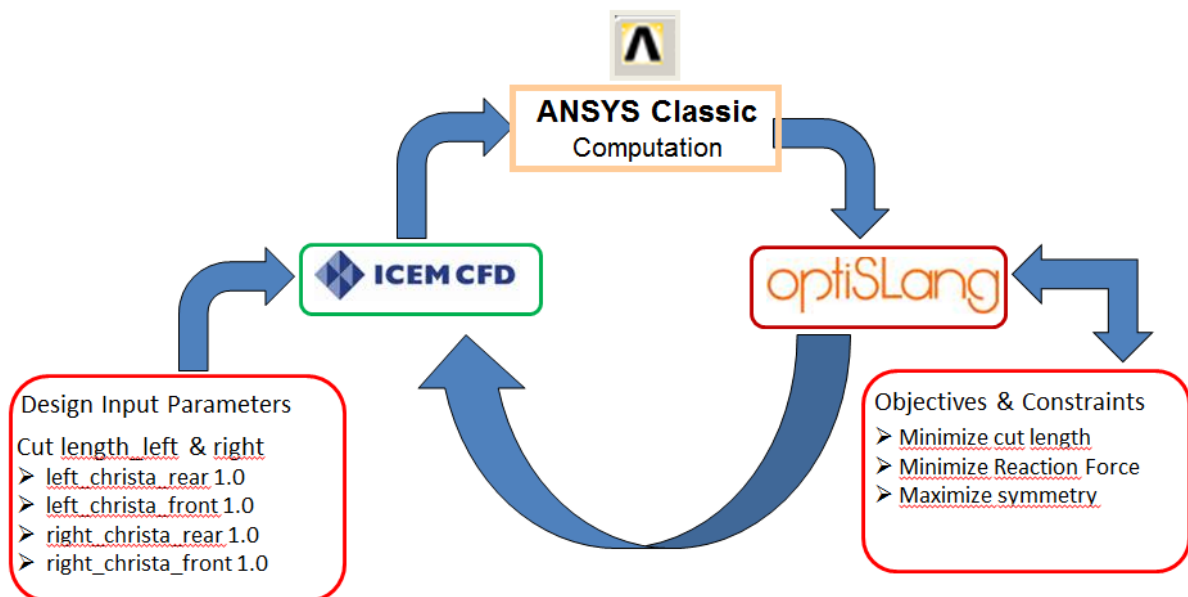 ANSYS Classic
Computation
ICEM CFD
optiSLang
Design Input Parameters
Cut length_left & right
➢ left_christa_rear 1.0
➢ left_christa_front 1.0
➢ right_christa_rear 1.0
➢ right_christa_front 1.0
Objectives & Constraints
➢ Minimize cut length
➢ Minimize Reaction Force
➢ Maximize symmetry